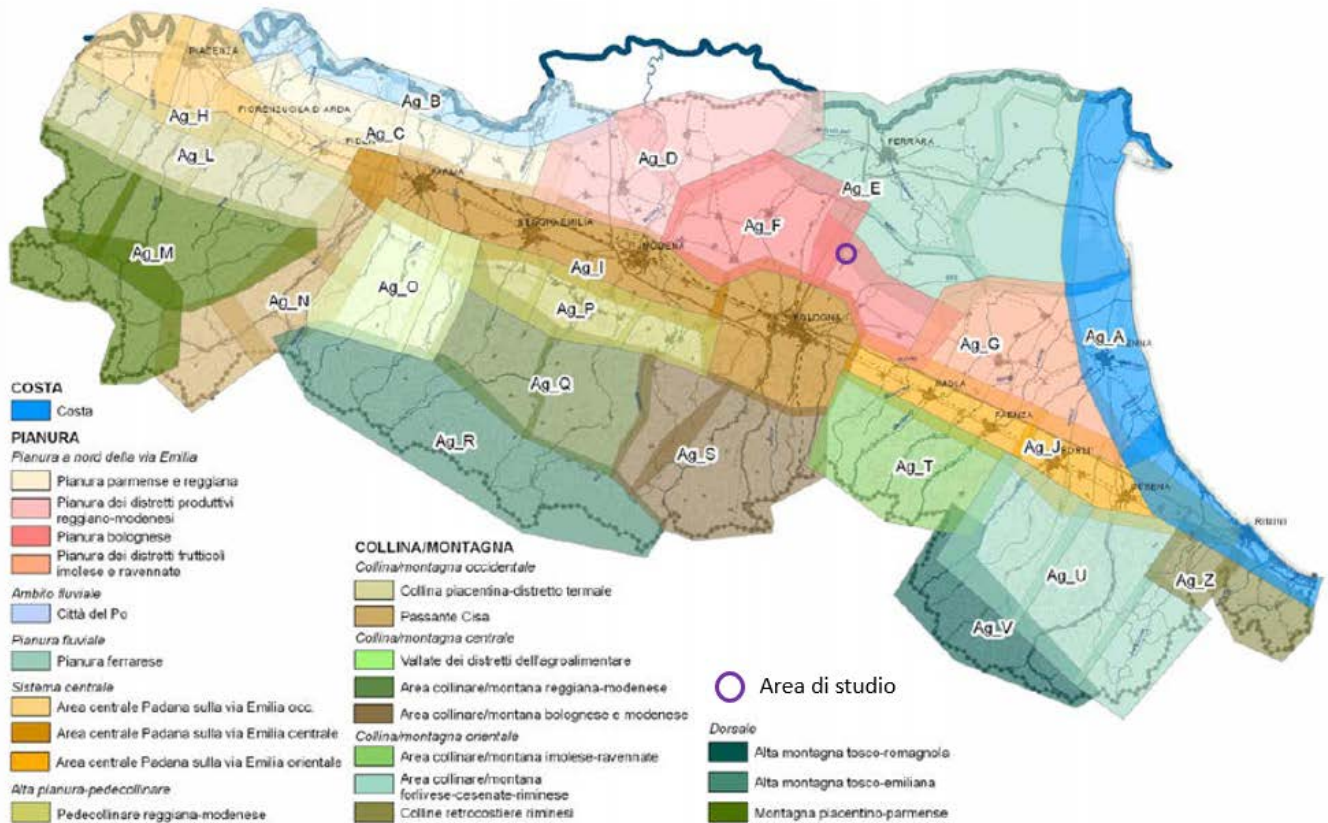 PIACENZA
Ag_B
Ag_H
FIORENZUOLA D'ARDA
Ag_C
Ag_L
Ag_D
FERRARA
Ag_E
Ag_F
REGGIO EMILIA
MODENA
Ag_M
Ag_I
Ag_O
Ag_N
Ag_P
BOLOGNA
Ag_G
Ag_A
Ag_Q
Ag_R
Ag_S
FAENZA
Ag_J
Ag_T
CESENA
RIMINI
Ag_U
Ag_Z
Ag_V
COSTA
Costa
PIANURA
Pianura a nord della via Emilia
Pianura parmense e reggiana
Pianura dei distretti produttivi
reggiano-modenesi
Pianura bolognese
Pianura dei distretti frutticoli
imolese e ravennate
Ambito fluviale
Città del Po
Pianura fluviale
Pianura ferrarese
Sistema centrale
Area centrale Padana sulla via Emilia occ.
Area centrale Padana sulla via Emilia centrale
Area centrale Padana sulla via Emilia orientale
Alta pianura-pedecollinare
Pedecollinare reggiana-modenese
COLLINA/MONTAGNA
Collina/montagna occidentale
Collina piacentina-distretto termale
Passante Cisa
Collina/montagna centrale
Vallate dei distretti dell'agroalimentare
Area collinare/montana reggiana-modenese
Area collinare/montana bolognese e modenese
Collina/montagna orientale
Area collinare/montana imolese-ravennate
Area collinare/montana
forlivese-cesenate-riminese
Colline retrocostiere riminesi
Area di studio
Dorsale
Alta montagna tosco-romagnola
Alta montagna tosco-emiliana
Montagna piacentino-parmense